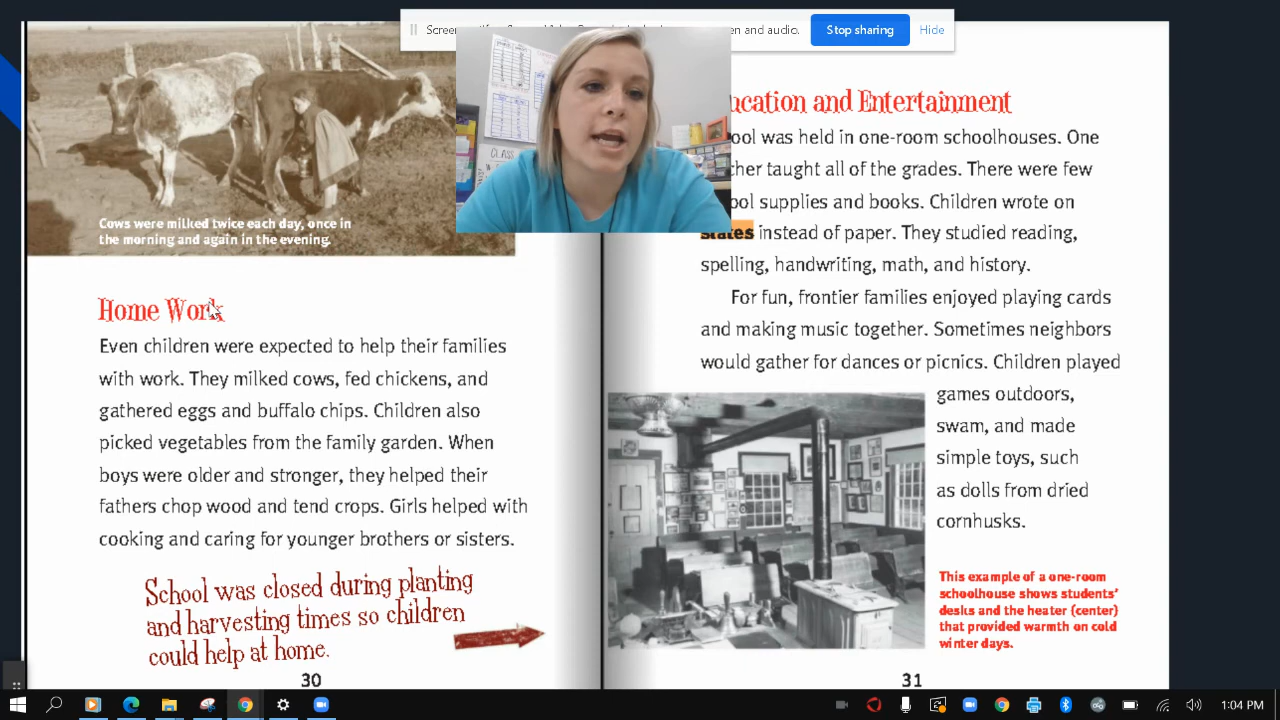 Stop sharing
Hide
en and audio.
CLASS
Cows were milked twice each day, once in
the morning and again in the evening.
Home Work
Even children were expected to help their families
with work. They milked cows, fed chickens, and
gathered eggs and buffalo chips. Children also
picked vegetables from the family garden. When
boys were older and stronger, they helped their
fathers chop wood and tend crops. Girls helped with
cooking and caring for younger brothers or sisters.
School was closed during planting
and harvesting times so children
could help at home.
30
ucation and Entertainment
ool was held in one-room schoolhouses. One
cher taught all of the grades. There were few
ool supplies and books. Children wrote on
slates instead of paper. They studied reading,
spelling, handwriting, math, and history.
For fun, frontier families enjoyed playing cards
and making music together. Sometimes neighbors
would gather for dances or picnics. Children played
games outdoors,
swam, and made
simple toys, such
as dolls from dried
cornhusks.
This example of a one-room
schoolhouse shows students'
desks and the heater (center)
that provided warmth on cold
winter days.
31
1:04 PM